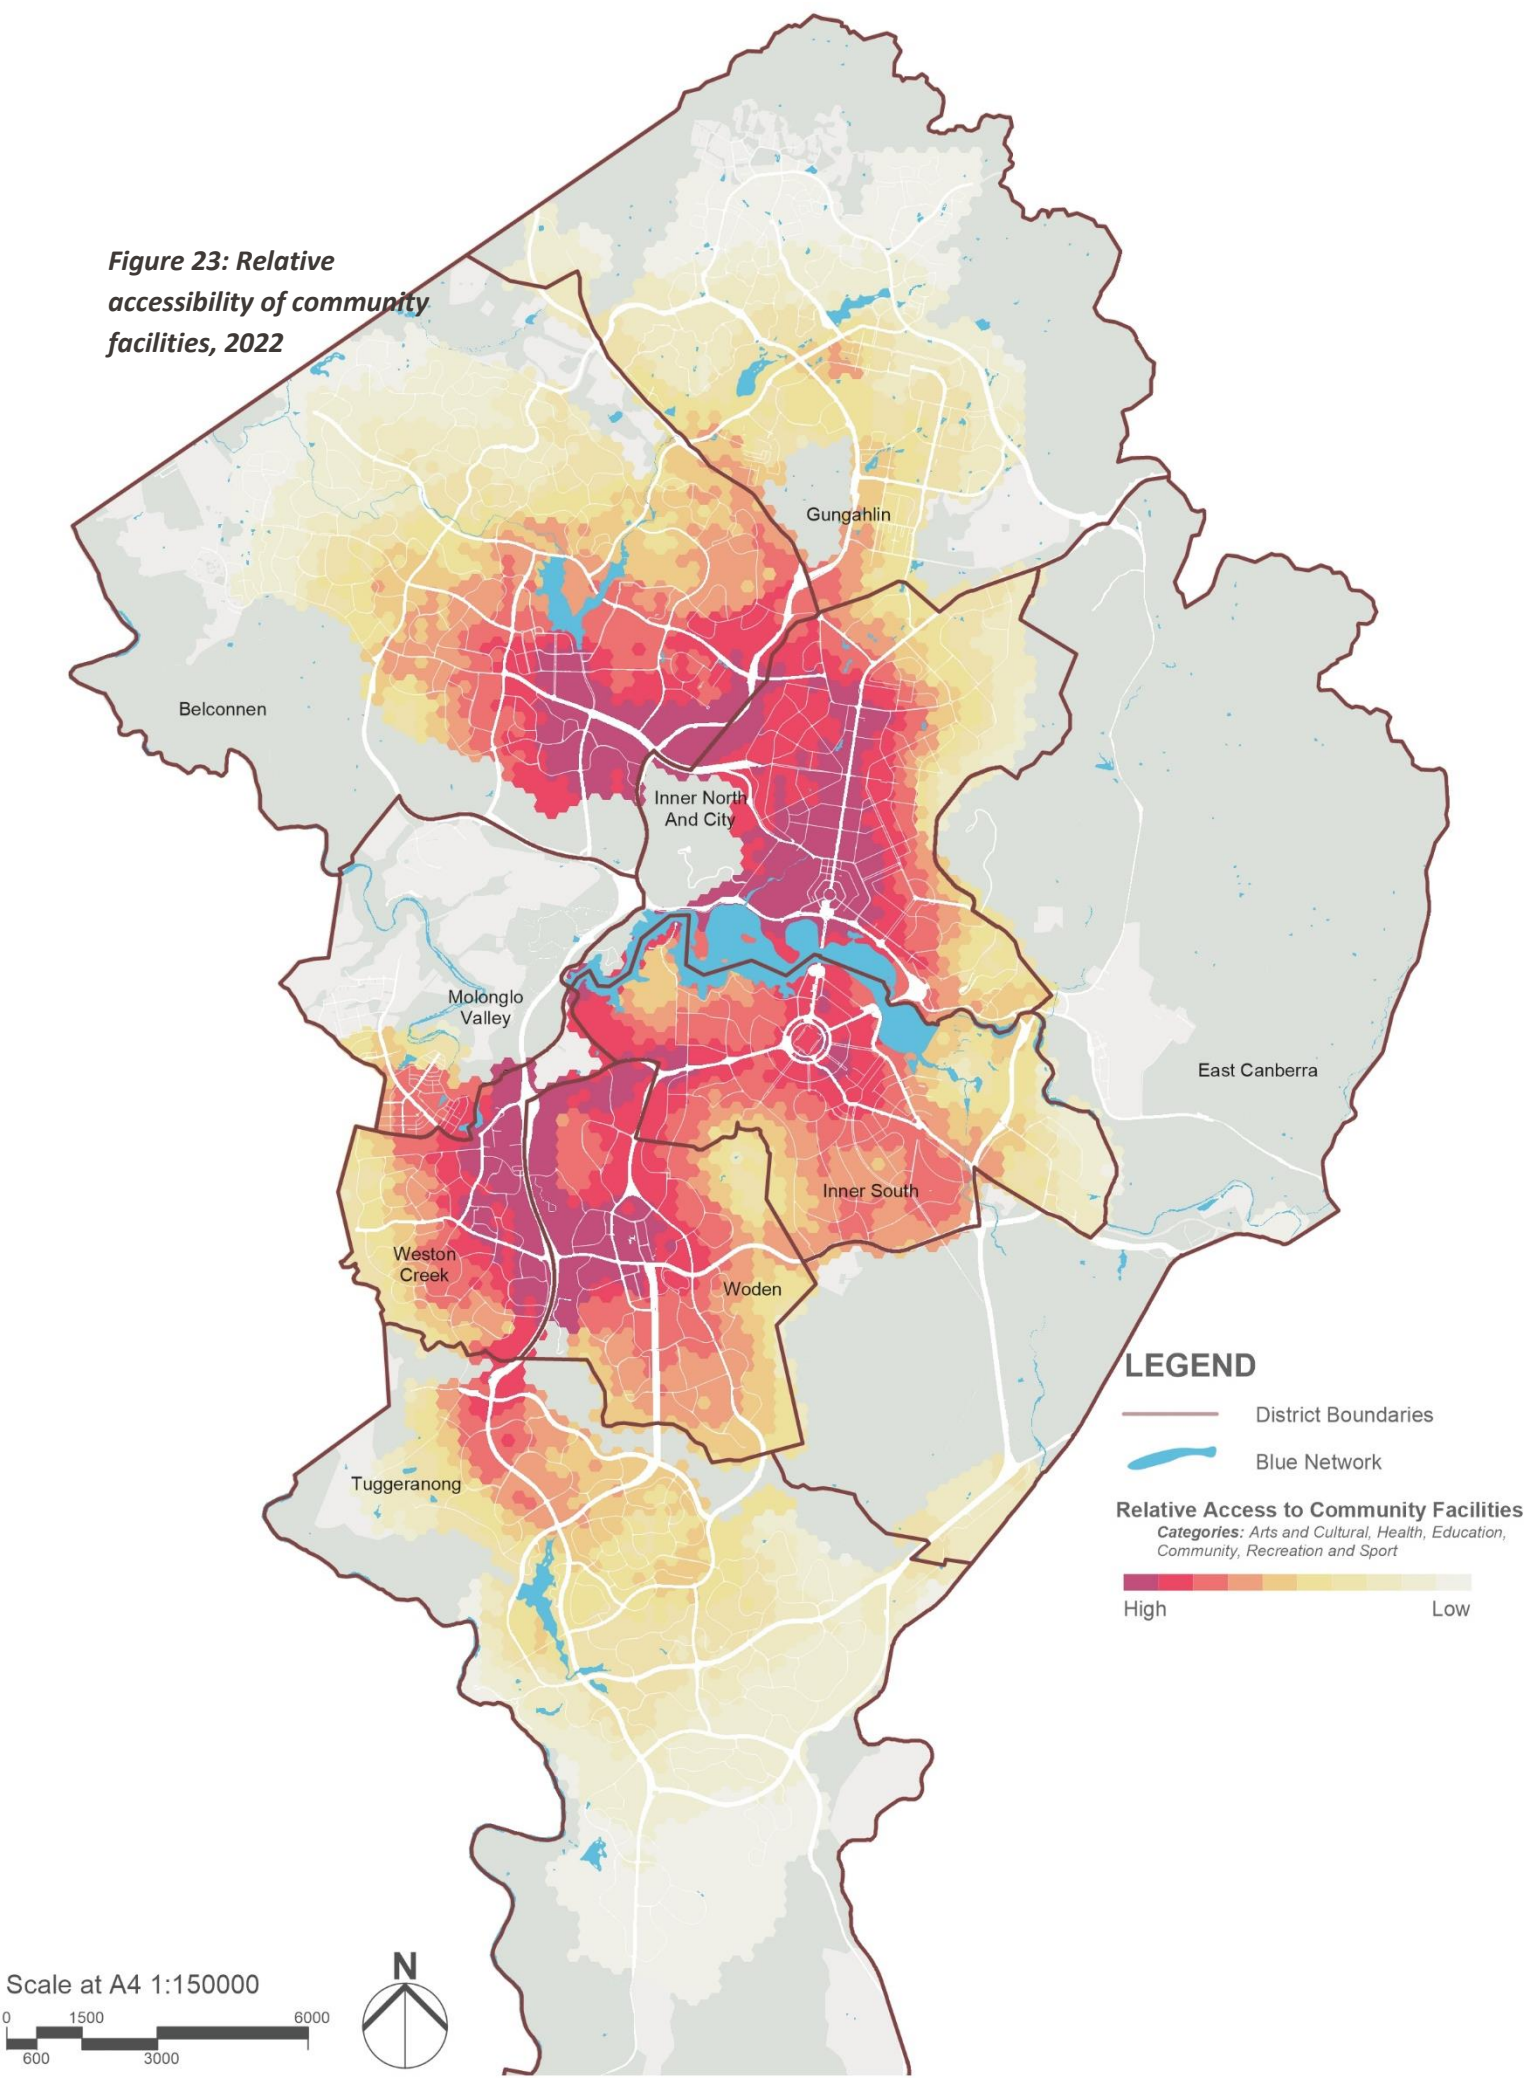 Figure 23: Relative
accessibility of community
facilities, 2022
Gungahlin
Belconnen
Inner North
And City
Molonglo
Valley
East Canberra
Inner South
Weston
Creek
Woden
Tuggeranong
LEGEND
District Boundaries
Blue Network
Relative Access to Community Facilities
Categories: Arts and Cultural, Health, Education,
Community, Recreation and Sport
High Low
N
Scale at A4 1:150000
0 1500 6000
600 3000